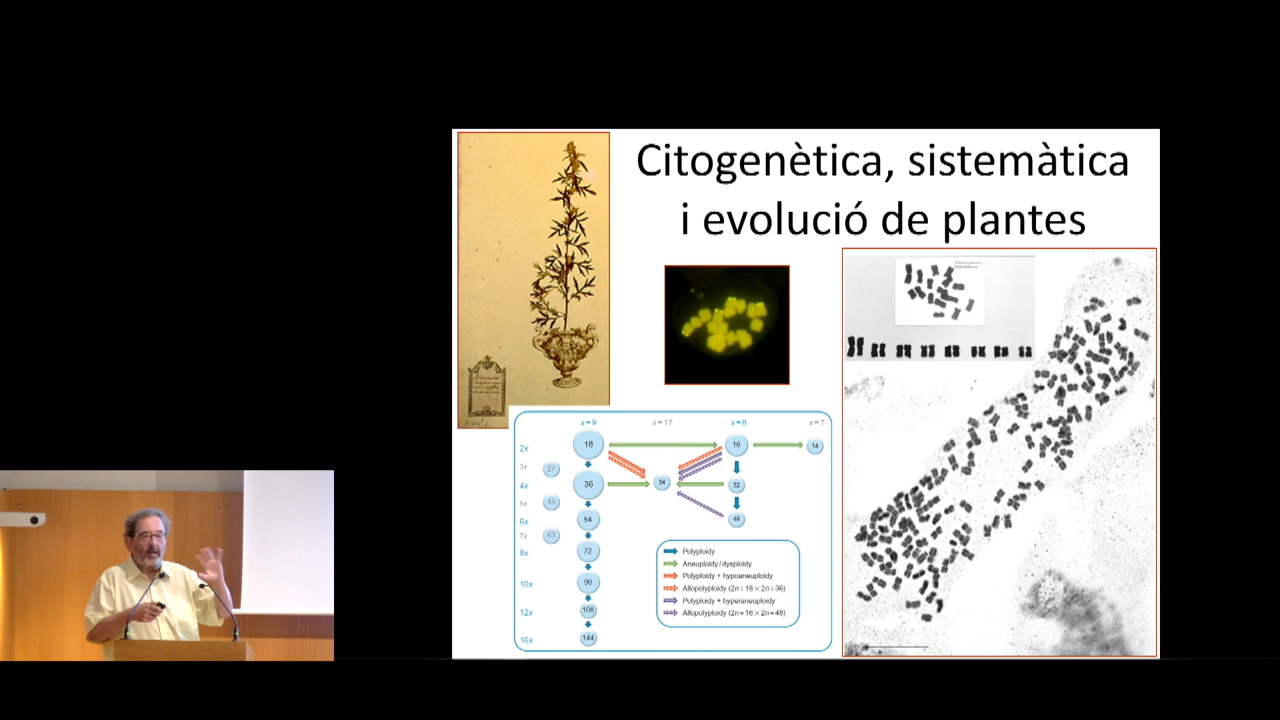 Citogenètica, sistemàtica
i evolució de plantes
x=9
x=17
x=8
x=7
2x
18
16
14
3x
27
4x
36
34
32
5x
45
6x
54
48
7x
63
8x
72
10x
90
12x
108
16x
144
Polyploidy
Aneuploidy/dysploidy
Polyploidy + hypoaneuploidy
Allopolyploidy (2n=18 × 2n=36)
Polyploidy + hyperaneuploidy
Allopolyploidy (2n=16 × 2n=48)